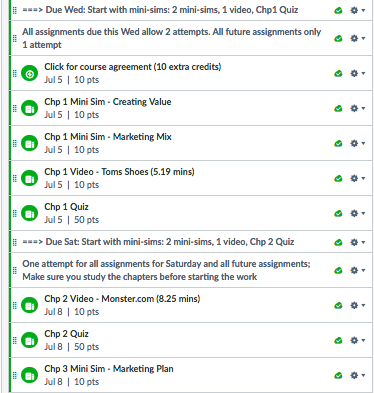 ===> Due Wed: Start with mini-sims: 2 mini-sims, 1 video, Chp1 Quiz
All assignments due this Wed allow 2 attempts. All future assignments only
1 attempt
Click for course agreement (10 extra credits)
Jul 5 | 10 pts
Chp 1 Mini Sim - Creating Value
Jul 5 | 10 pts
Chp 1 Mini Sim - Marketing Mix
Jul 5 | 10 pts
Chp 1 Video - Toms Shoes (5.19 mins)
Jul 5 | 10 pts
Chp 1 Quiz
Jul 5 | 50 pts
===> Due Sat: Start with mini-sims: 2 mini-sims, 1 video, Chp 2 Quiz
One attempt for all assignments for Saturday and all future assignments;
Make sure you study the chapters before starting the work
Chp 2 Video - Monster.com (8.25 mins)
Jul 8 | 10 pts
Chp 2 Quiz
Jul 8 | 50 pts
Chp 3 Mini Sim - Marketing Plan
Jul 8 | 10 pts